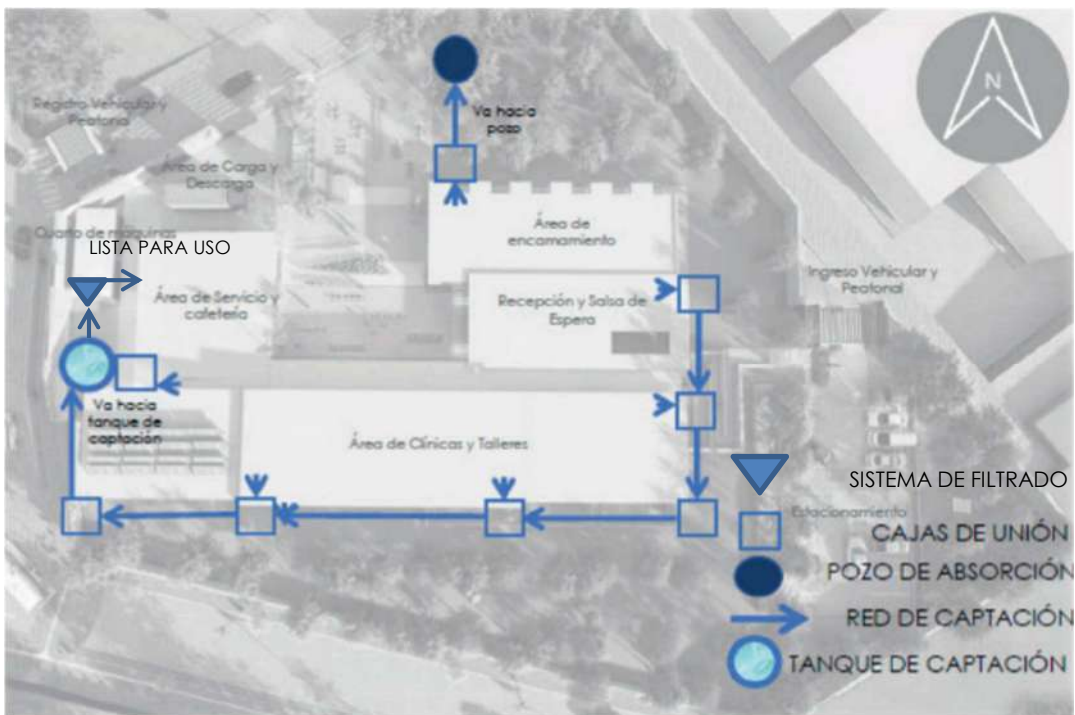 N
Va hacia
pozo
Registro Vehicular y
Peatonal
Área de Carga y
Descarga
Cuarto de maquinas
LISTA PARA USO
Área de
encamamiento
Área de Servicio y
cafetería
Recepción y Salsa de
Espera
Ingreso Vehicular y
Peatonal
Va hacia
tanque de
captación
Área de Clínicas y Talleres
SISTEMA DE FILTRADO
Estacionamiento
CAJAS DE UNIÓN
POZO DE ABSORCIÓN
RED DE CAPTACIÓN
TANQUE DE CAPTACIÓN